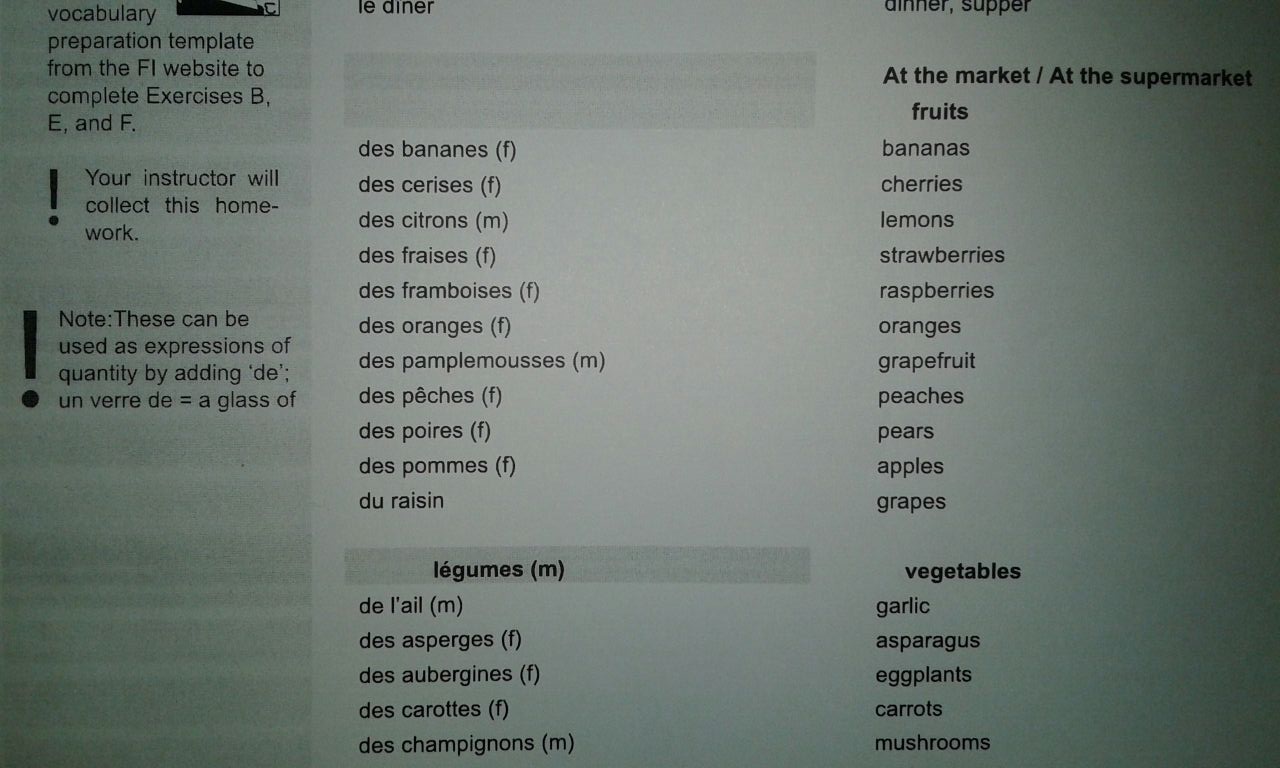 vocabulary
preparation template
from the FI website to
complete Exercises B,
E, and F.
Your instructor will
collect this home-
work.
Note:These can be
used as expressions of
quantity by adding ‘de’;
un verre de = a glass of
le dîner dinner, supper
At the market / At the supermarket
fruits
des bananes (f) bananas
des cerises (f) cherries
des citrons (m) lemons
des fraises (f) strawberries
des framboises (f) raspberries
des oranges (f) oranges
des pamplemousses (m) grapefruit
des pêches (f) peaches
des poires (f) pears
des pommes (f) apples
du raisin grapes
légumes (m) vegetables
de l’ail (m) garlic
des asperges (f) asparagus
des aubergines (f) eggplants
des carottes (f) carrots
des champignons (m) mushrooms